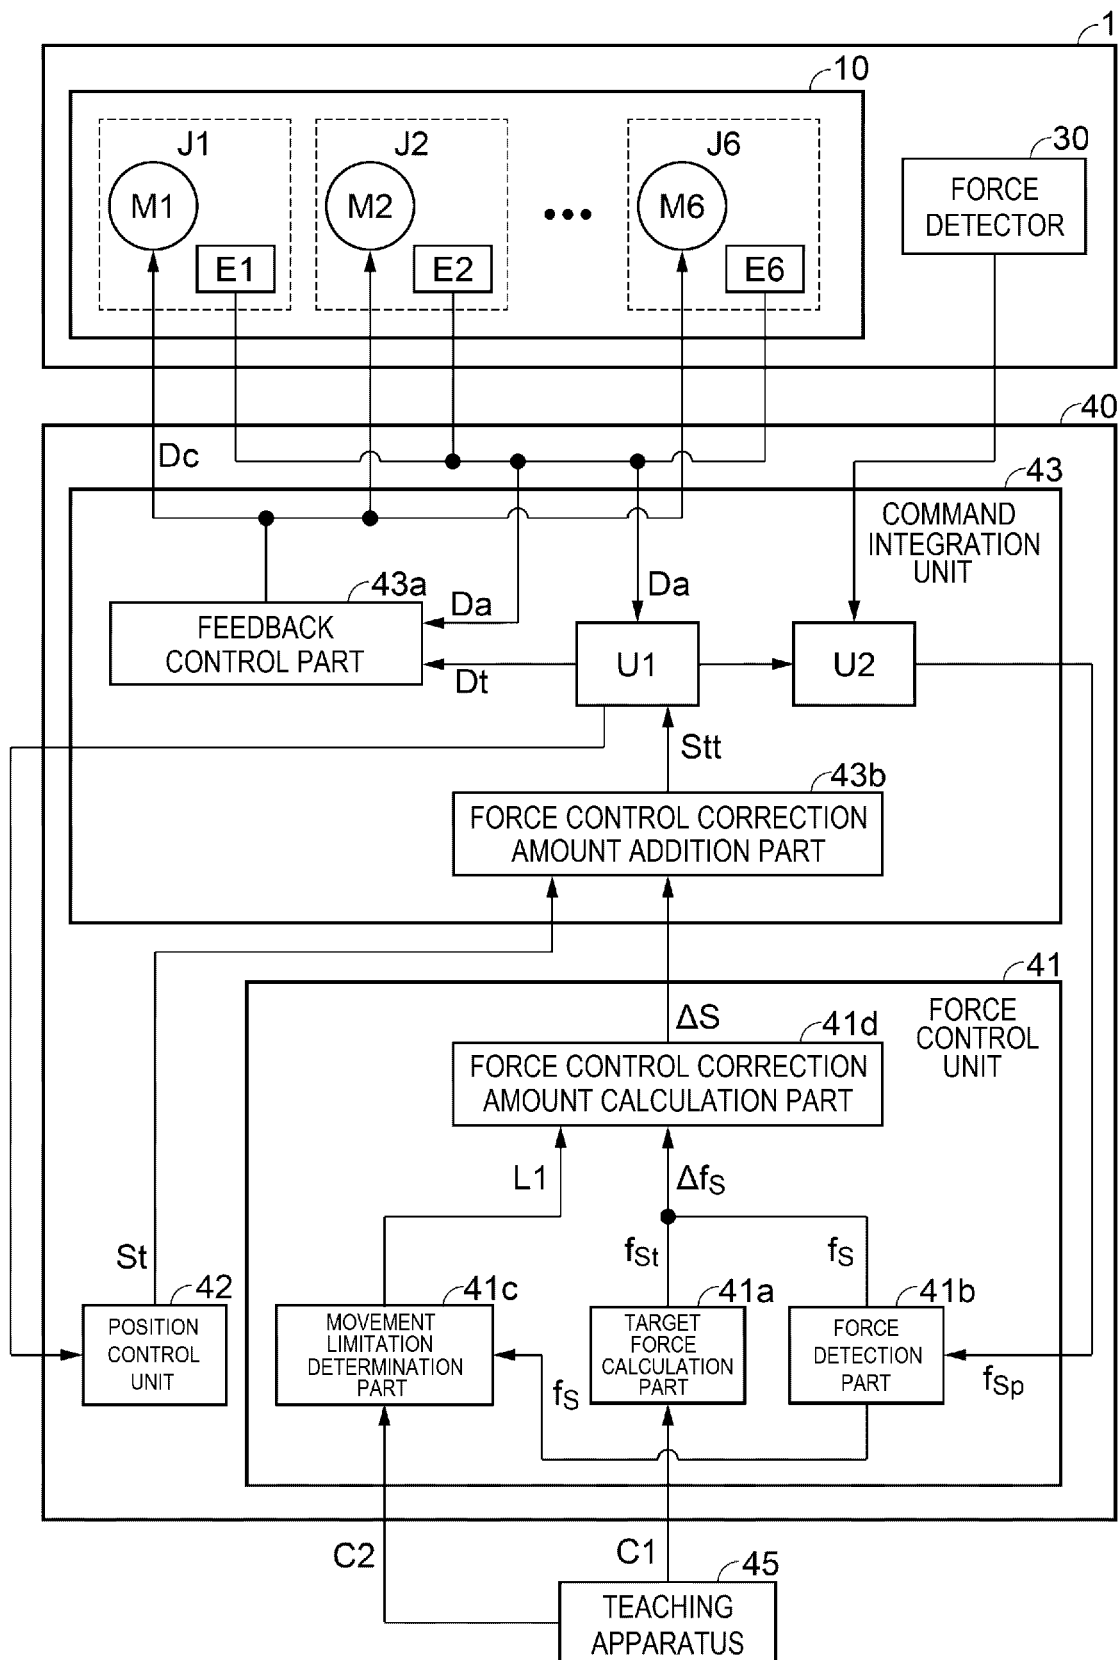 1
10
J1
J2
J6
30
M1
M2
•••
M6
FORCE
DETECTOR
E1
E2
E6
40
Dc
43
COMMAND
INTEGRATION
UNIT
43a
Da
Da
FEEDBACK
CONTROL PART
U1
U2
Dt
Stt
43b
FORCE CONTROL CORRECTION
AMOUNT ADDITION PART
41
ΔS
41d
FORCE
CONTROL
UNIT
FORCE CONTROL CORRECTION
AMOUNT CALCULATION PART
L1
ΔfS
St
fSt
fS
42
41c
41a
41b
POSITION
CONTROL
UNIT
MOVEMENT
LIMITATION
DETERMINATION
PART
TARGET
FORCE
CALCULATION
PART
FORCE
DETECTION
PART
fS
fSp
C2
C1
45
TEACHING
APPARATUS